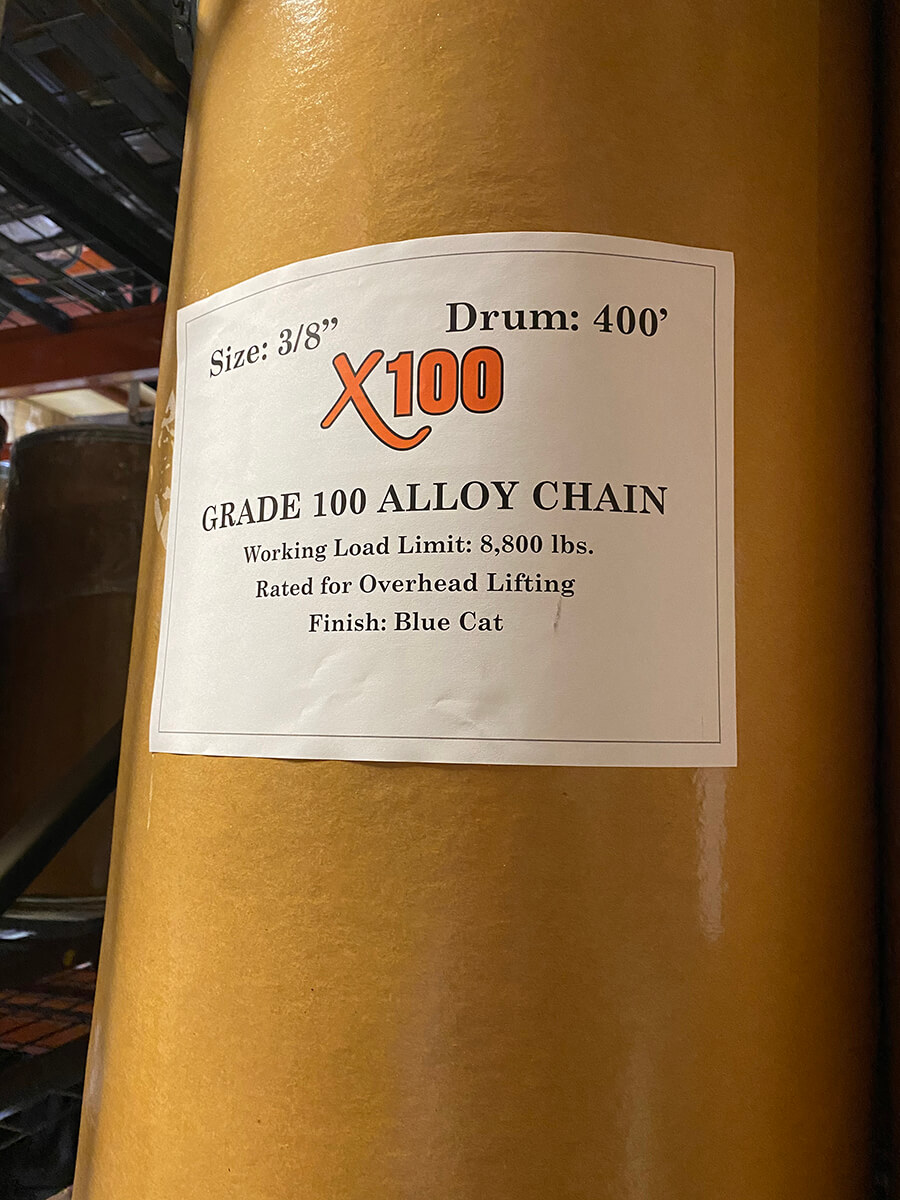 Size: 3/8” Drum: 400’
X100
GRADE 100 ALLOY CHAIN
Working Load Limit: 8,800 lbs.
Rated for Overhead Lifting
Finish: Blue Cat